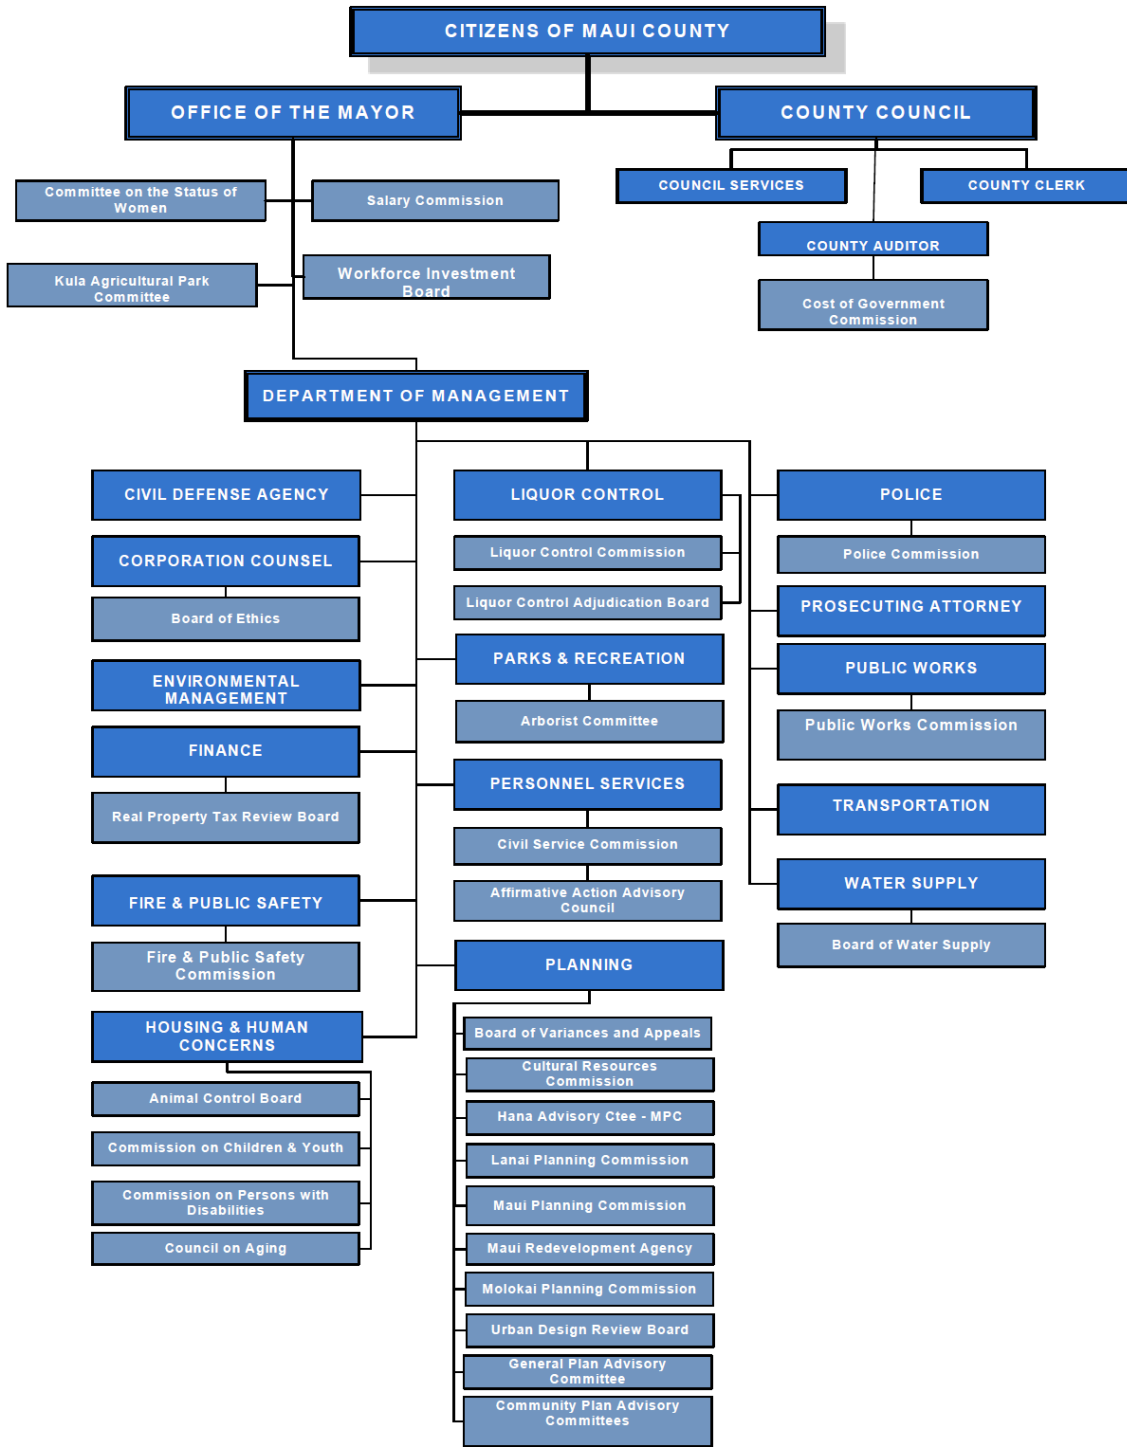 CITIZENS OF MAUI COUNTY
OFFICE OF THE MAYOR
COUNTY COUNCIL
Committee on the Status of
Women
Salary Commission
COUNCIL SERVICES
COUNTY CLERK
COUNTY AUDITOR
Kula Agricultural Park
Committee
Workforce Investment
Board
Cost of Government
Commission
DEPARTMENT OF MANAGEMENT
CIVIL DEFENSE AGENCY
CORPORATION COUNSEL
Board of Ethics
ENVIRONMENTAL
MANAGEMENT
FINANCE
Real Property Tax Review Board
FIRE & PUBLIC SAFETY
Fire & Public Safety
Commission
HOUSING & HUMAN
CONCERNS
Animal Control Board
Commission on Children & Youth
Commission on Persons with
Disabilities
Council on Aging
LIQUOR CONTROL
Liquor Control Commission
Liquor Control Adjudication Board
PARKS & RECREATION
Arborist Committee
PERSONNEL SERVICES
Civil Service Commission
Affirmative Action Advisory
Council
PLANNING
Board of Variances and Appeals
Cultural Resources
Commission
Hana Advisory Ctee - MPC
Lanai Planning Commission
Maui Planning Commission
Maui Redevelopment Agency
Molokai Planning Commission
Urban Design Review Board
General Plan Advisory
Committee
Community Plan Advisory
Committees
POLICE
Police Commission
PROSECUTING ATTORNEY
PUBLIC WORKS
Public Works Commission
TRANSPORTATION
WATER SUPPLY
Board of Water Supply